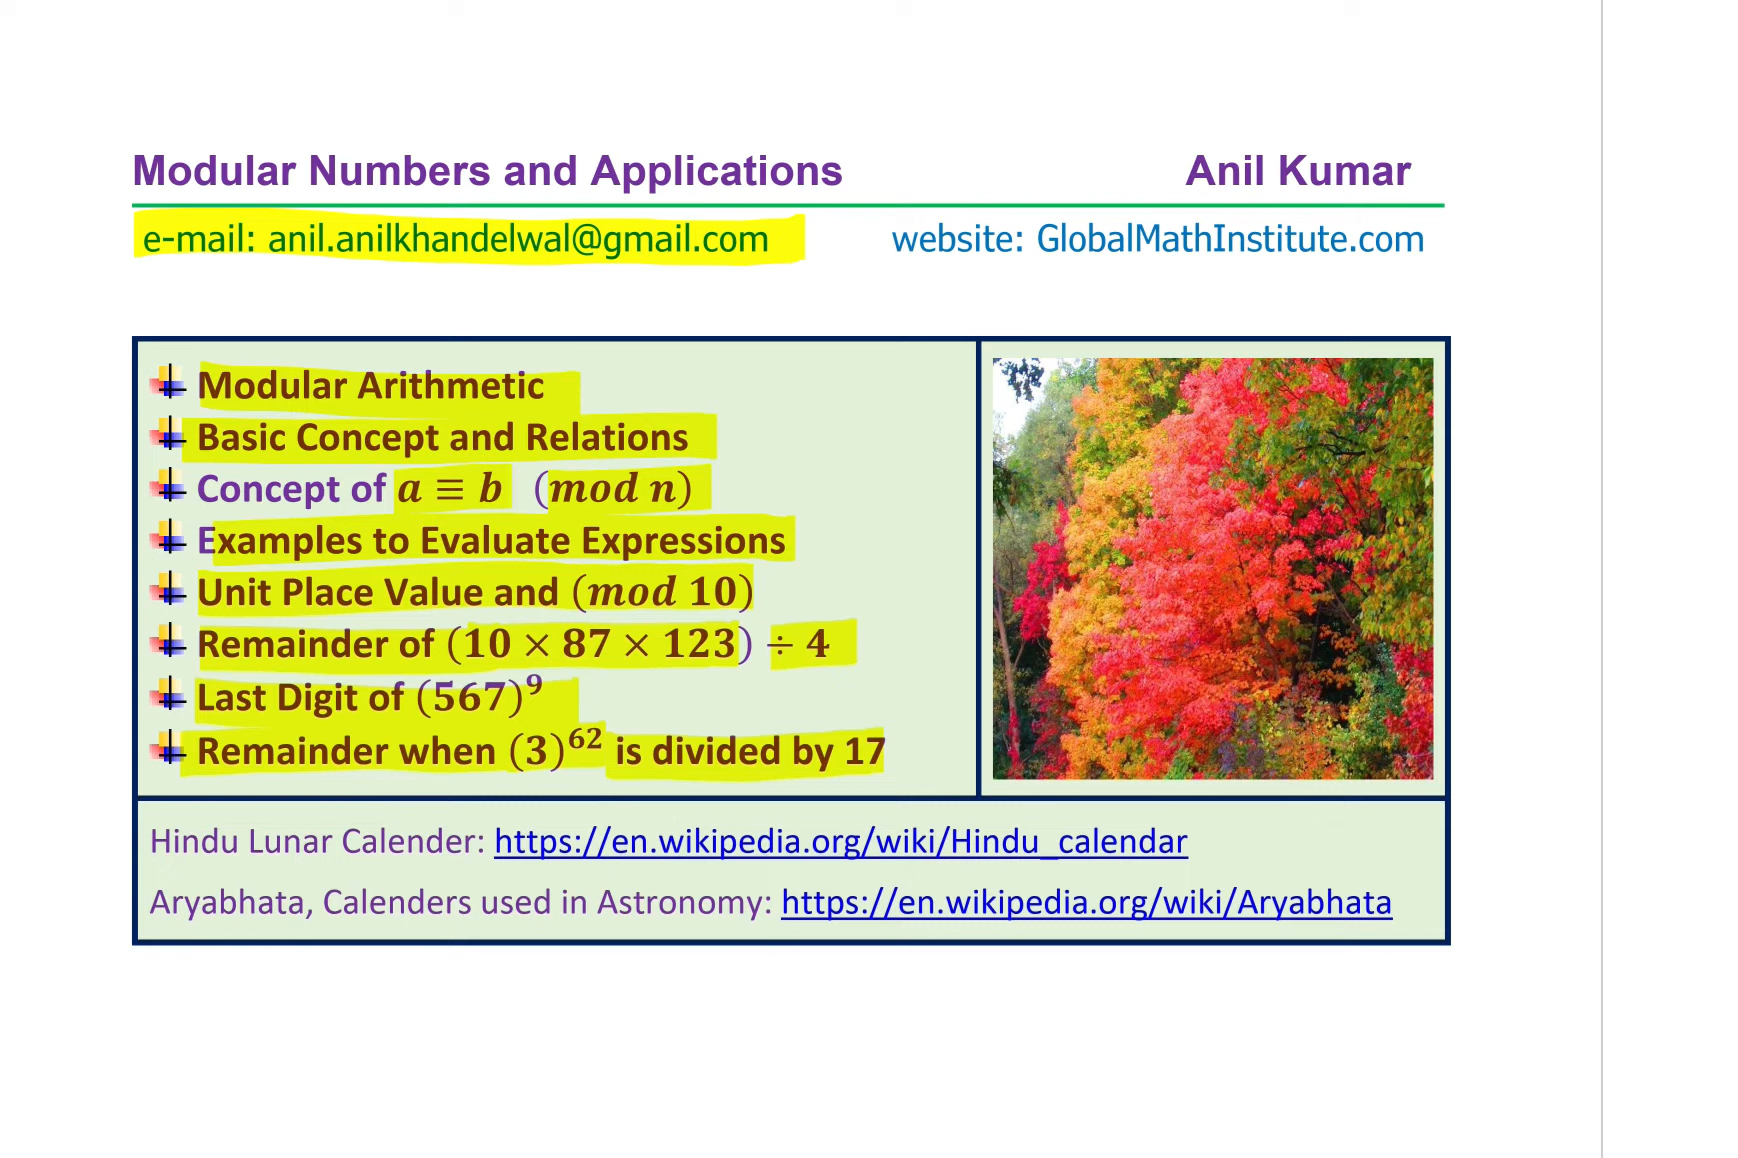 Modular Numbers and Applications Anil Kumar
e-mail: anil.anilkhandelwal@gmail.com website: GlobalMathInstitute.com
Modular Arithmetic
Basic Concept and Relations
Concept of a ≡ b (mod n)
Examples to Evaluate Expressions
Unit Place Value and (mod 10)
Remainder of (10 × 87 × 123) ÷ 4
Last Digit of (567)⁹
Remainder when (3)⁶² is divided by 17
Hindu Lunar Calender: https://en.wikipedia.org/wiki/Hindu_calendar
Aryabhata, Calenders used in Astronomy: https://en.wikipedia.org/wiki/Aryabhata